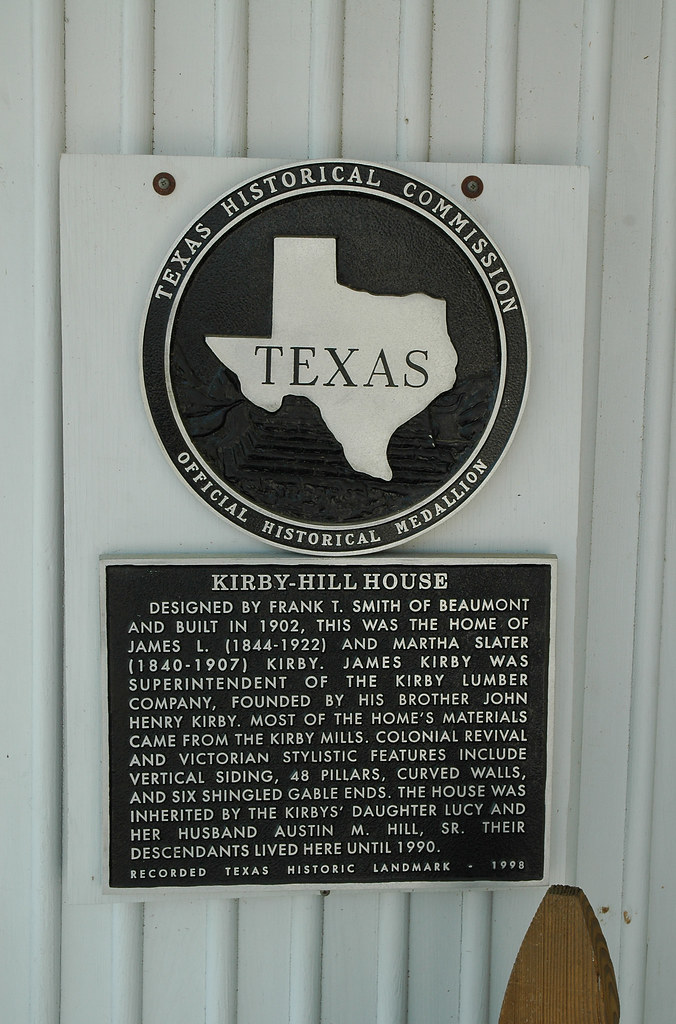 TEXAS HISTORICAL COMMISSION
TEXAS
OFFICIAL HISTORICAL MEDALLION
KIRBY-HILL HOUSE
DESIGNED BY FRANK T. SMITH OF BEAUMONT
AND BUILT IN 1902, THIS WAS THE HOME OF
JAMES L. (1844-1922) AND MARTHA SLATER
(1840-1907) KIRBY. JAMES KIRBY WAS
SUPERINTENDENT OF THE KIRBY LUMBER
COMPANY, FOUNDED BY HIS BROTHER JOHN
HENRY KIRBY. MOST OF THE HOME'S MATERIALS
CAME FROM THE KIRBY MILLS. COLONIAL REVIVAL
AND VICTORIAN STYLISTIC FEATURES INCLUDE
VERTICAL SIDING, 48 PILLARS, CURVED WALLS,
AND SIX SHINGLED GABLE ENDS. THE HOUSE WAS
INHERITED BY THE KIRBYS' DAUGHTER LUCY AND
HER HUSBAND AUSTIN M. HILL, SR. THEIR
DESCENDANTS LIVED HERE UNTIL 1990.
RECORDED TEXAS HISTORIC LANDMARK - 1998